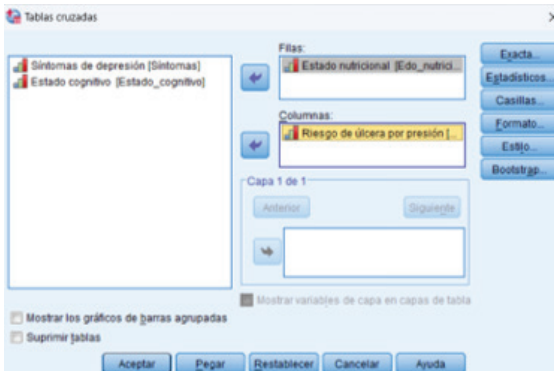 Tablas cruzadas
Síntomas de depresión [Síntomas]
Estado cognitivo [Estado_cognitivo]
Filas:
Estado nutricional [Edo_nutrici...
Columnas:
Riesgo de úlcera por presión [...
Capa 1 de 1
Anterior
Siguiente
Mostrar variables de capa en capas de tabla
Exacta...
Estadísticos...
Casillas...
Formato...
Estilo...
Bootstrap...
Mostrar los gráficos de barras agrupadas
Suprimir tablas
Aceptar
Pegar
Restablecer
Cancelar
Ayuda